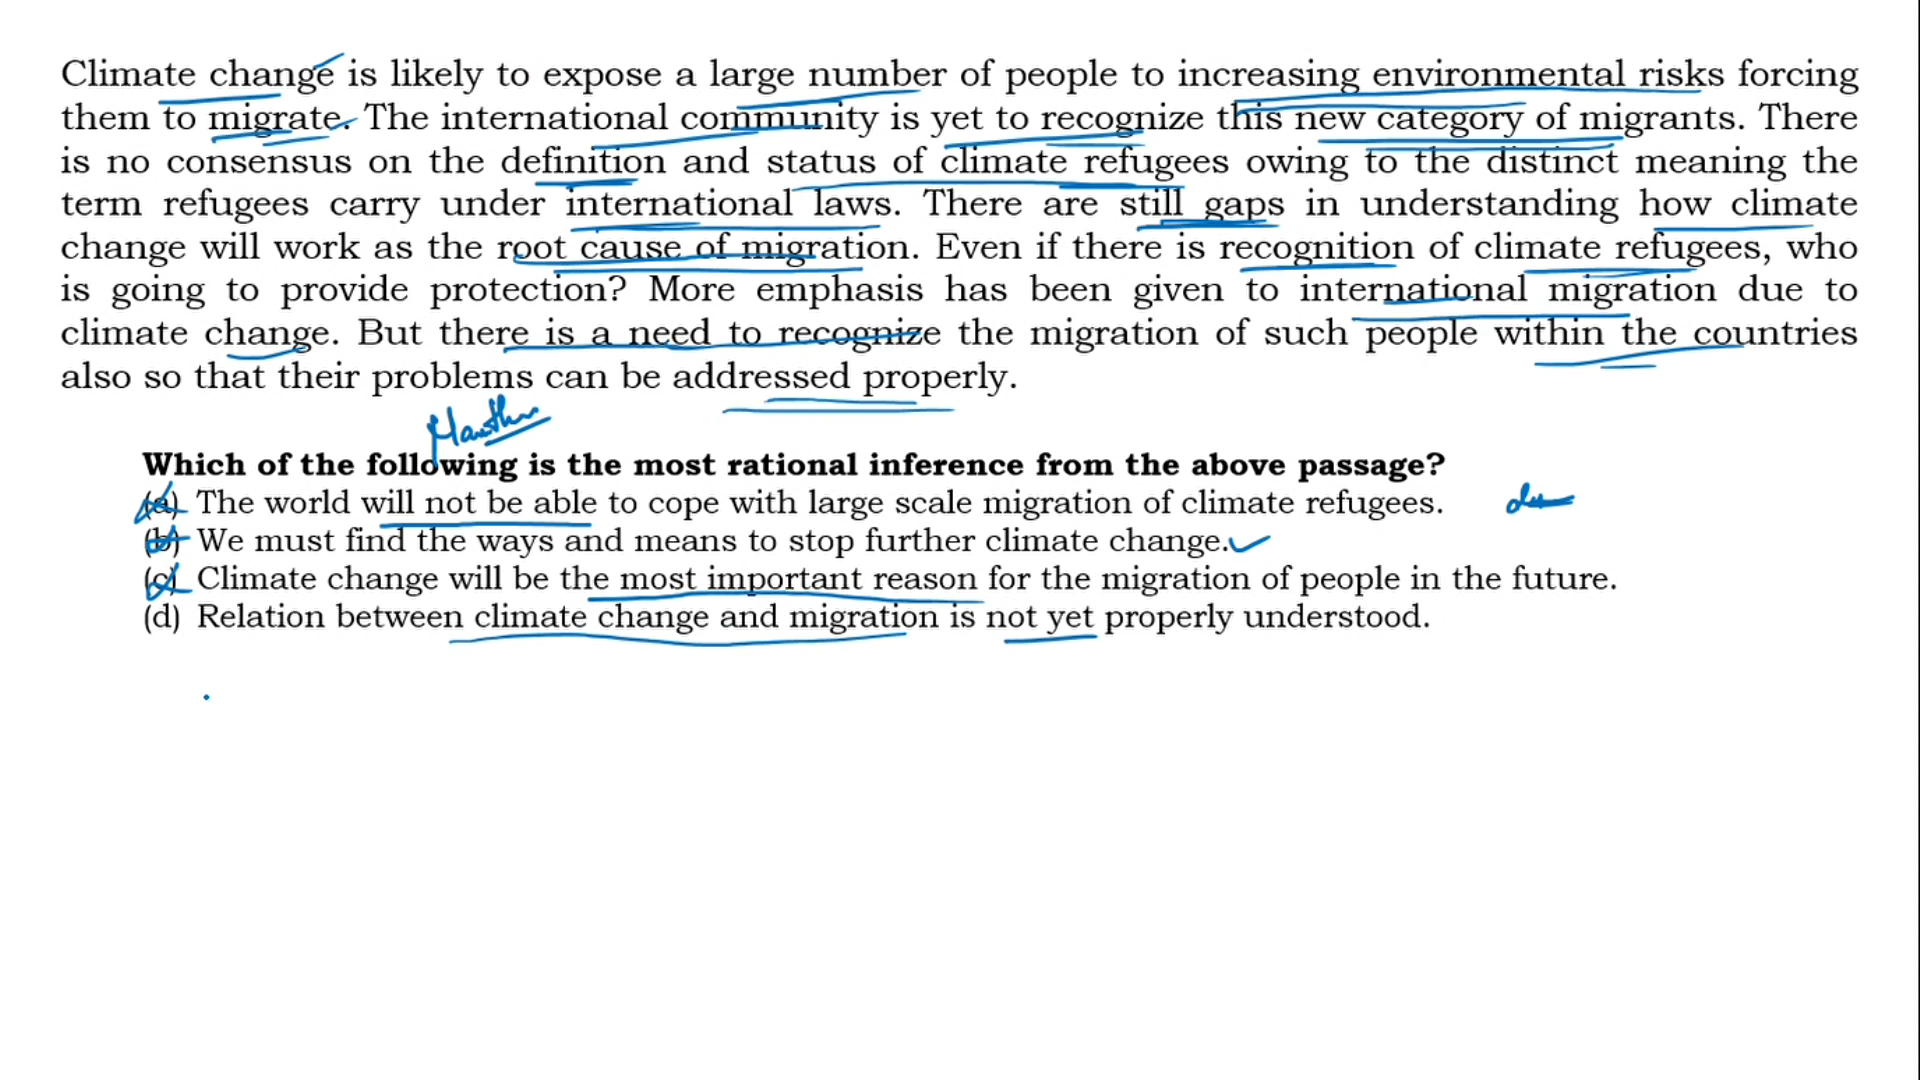 Climate change is likely to expose a large number of people to increasing environmental risks forcing
them to migrate. The international community is yet to recognize this new category of migrants. There
is no consensus on the definition and status of climate refugees owing to the distinct meaning the
term refugees carry under international laws. There are still gaps in understanding how climate
change will work as the root cause of migration. Even if there is recognition of climate refugees, who
is going to provide protection? More emphasis has been given to international migration due to
climate change. But there is a need to recognize the migration of such people within the countries
also so that their problems can be addressed properly.
Which of the following is the most rational inference from the above passage?
(a) The world will not be able to cope with large scale migration of climate refugees.
(b) We must find the ways and means to stop further climate change.
(c) Climate change will be the most important reason for the migration of people in the future.
(d) Relation between climate change and migration is not yet properly understood.